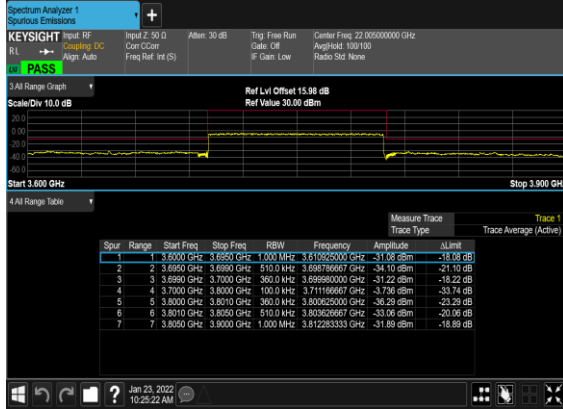 Spectrum Analyzer 1
Spurious Emissions
KEYSIGHT Input: RF Input Z: 50 Ω Atten: 30 dB Trig: Free Run Center Freq: 22.005000000 GHz
RL Coupling: DC Corr CCorr Gate: Off Avg|Hold: 100/100
Align: Auto Freq Ref: Int (S) IF Gain: Low Radio Std: None
PASS
3 All Range Graph
Ref Lvl Offset 15.98 dB
Scale/Div 10.0 dB Ref Value 30.00 dBm
20.0
0.00
-20.0
-40.0
-60.0
Start 3.600 GHz Stop 3.900 GH
4 All Range Table
Measure Trace Trace 1
Trace Type Trace Average (Active)
Spur Range Start Freq Stop Freq RBW Frequency Amplitude ΔLimit
1 1 3.6000 GHz 3.6950 GHz 1.000 MHz 3.610925000 GHz -31.08 dBm -18.08 dB
2 2 3.6950 GHz 3.6990 GHz 510.0 kHz 3.698786667 GHz -34.10 dBm -21.10 dB
3 3 3.6990 GHz 3.7000 GHz 360.0 kHz 3.699980000 GHz -31.22 dBm -18.22 dB
4 4 3.7000 GHz 3.8000 GHz 100.0 kHz 3.711166667 GHz -3.736 dBm -33.74 dB
5 5 3.8000 GHz 3.8010 GHz 360.0 kHz 3.800625000 GHz -36.29 dBm -23.29 dB
6 6 3.8010 GHz 3.8050 GHz 510.0 kHz 3.803626667 GHz -33.06 dBm -20.06 dB
7 7 3.8050 GHz 3.9000 GHz 1.000 MHz 3.812283333 GHz -31.89 dBm -18.89 dB
Jan 23, 2022
10:25:22 AM